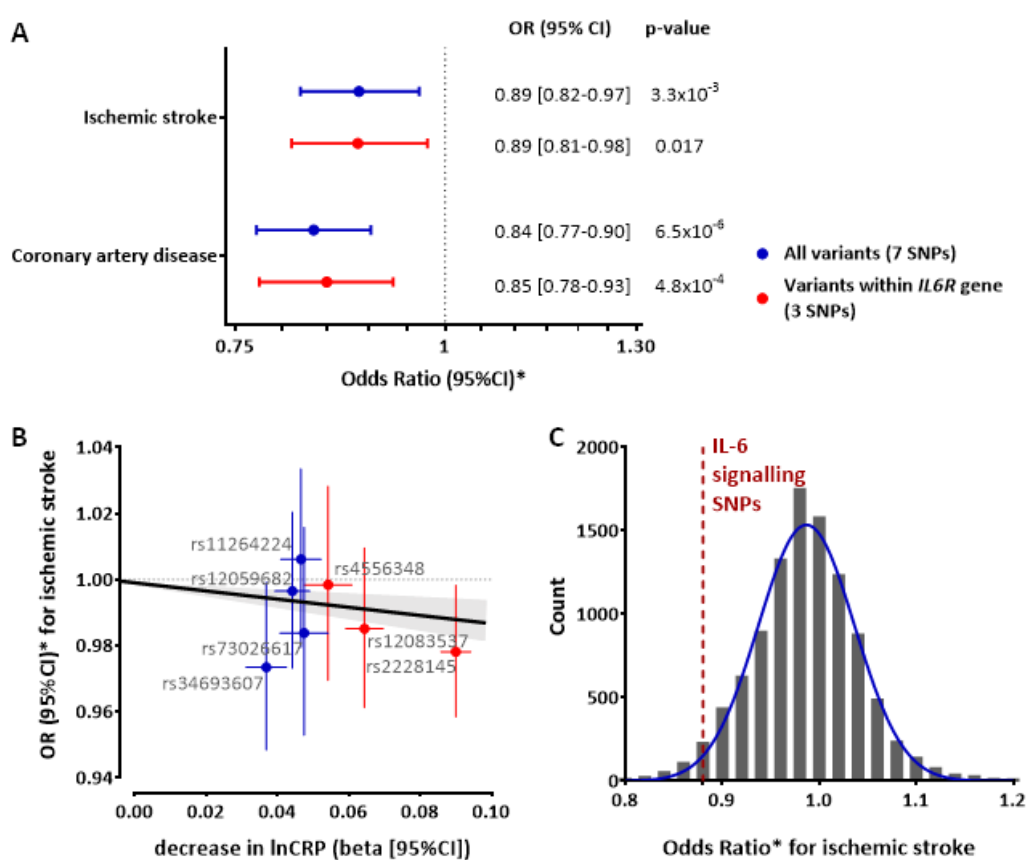 A
OR (95% CI) p-value
Ischemic stroke
0.89 [0.82-0.97] 3.3x10⁻³
0.89 [0.81-0.98] 0.017
Coronary artery disease
0.84 [0.77-0.90] 6.5x10⁻⁶
0.85 [0.78-0.93] 4.8x10⁻⁴
All variants (7 SNPs)
Variants within IL6R gene
(3 SNPs)
0.75 1 1.30
Odds Ratio (95%CI)*
B
OR (95%CI)* for ischemic stroke
1.04
1.02
1.00
0.98
0.96
0.94
rs11264224
rs4556348
rs12059682
rs73026617
rs12083537
rs2228145
rs34693607
0.00 0.02 0.04 0.06 0.08 0.10
decrease in lnCRP (beta [95%CI])
C
Count
2000
1500
1000
500
0
IL-6
signalling
SNPs
0.8 0.9 1.0 1.1 1.2
Odds Ratio* for ischemic stroke